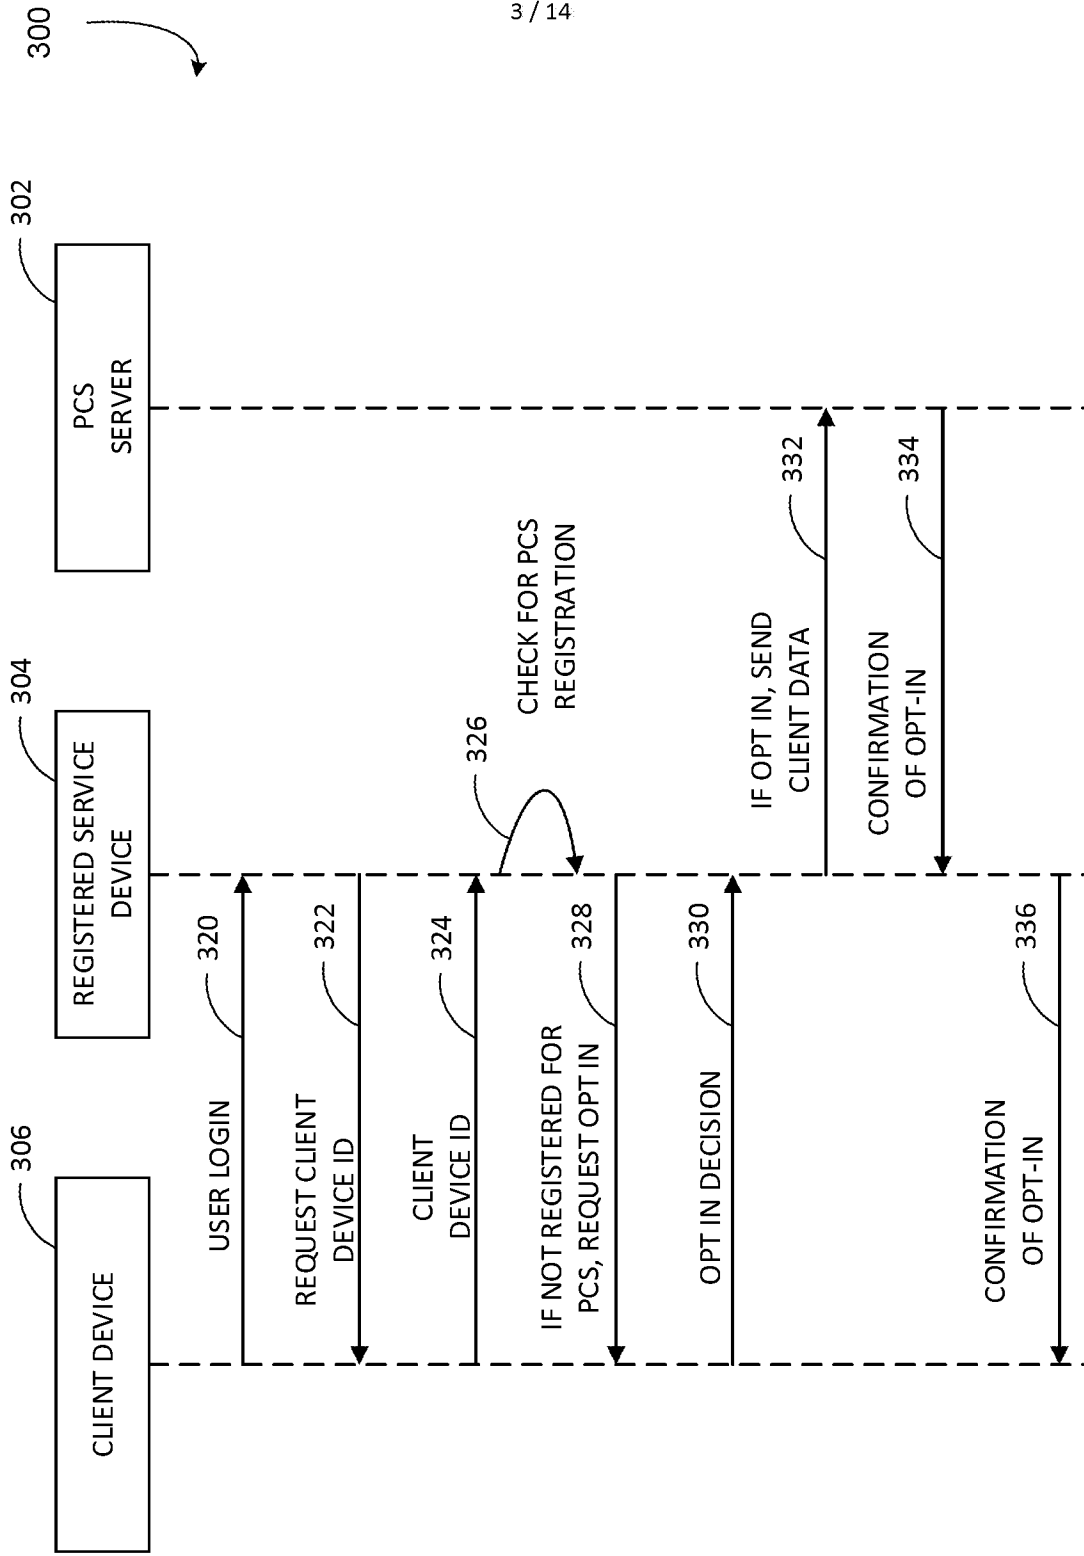 3 / 14
300
CLIENT DEVICE
306
REGISTERED SERVICE
DEVICE
304
PCS
SERVER
302
USER LOGIN
320
REQUEST CLIENT
DEVICE ID
322
CLIENT
DEVICE ID
324
326
CHECK FOR PCS
REGISTRATION
IF NOT REGISTERED FOR
PCS, REQUEST OPT IN
328
OPT IN DECISION
330
IF OPT IN, SEND
CLIENT DATA
332
CONFIRMATION
OF OPT-IN
334
CONFIRMATION
OF OPT-IN
336